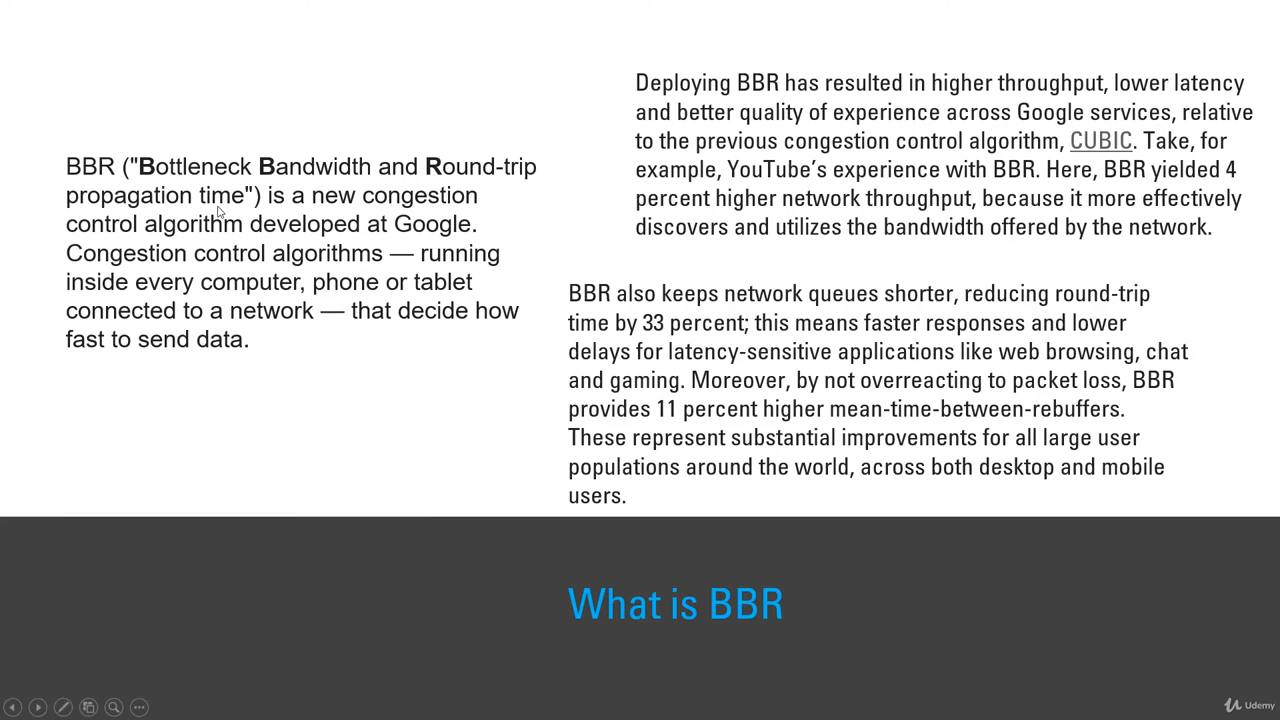 BBR ("Bottleneck Bandwidth and Round-trip
propagation time") is a new congestion
control algorithm developed at Google.
Congestion control algorithms — running
inside every computer, phone or tablet
connected to a network — that decide how
fast to send data.
Deploying BBR has resulted in higher throughput, lower latency
and better quality of experience across Google services, relative
to the previous congestion control algorithm, CUBIC. Take, for
example, YouTube’s experience with BBR. Here, BBR yielded 4
percent higher network throughput, because it more effectively
discovers and utilizes the bandwidth offered by the network.
BBR also keeps network queues shorter, reducing round-trip
time by 33 percent; this means faster responses and lower
delays for latency-sensitive applications like web browsing, chat
and gaming. Moreover, by not overreacting to packet loss, BBR
provides 11 percent higher mean-time-between-rebuffers.
These represent substantial improvements for all large user
populations around the world, across both desktop and mobile
users.
What is BBR
Udemy